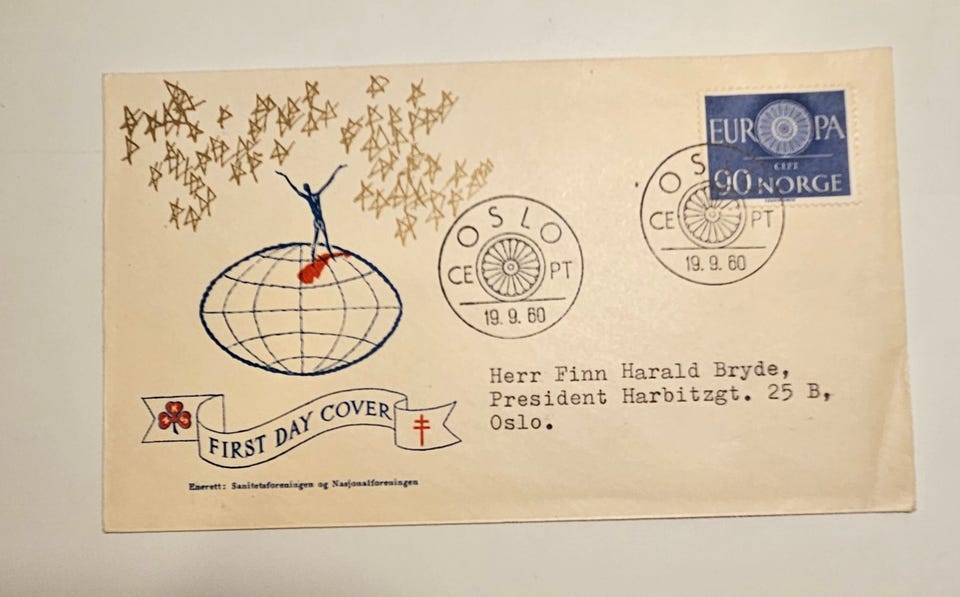 EUROPA
CEPT
90 NORGE
OSLO
CE PT
19. 9. 60
OSLO
CE PT
19. 9. 60
Herr Finn Harald Bryde,
President Harbitzgt. 25 B,
Oslo.
FIRST DAY COVER
Enerett: Sanitetsforeningen og Nasjonalforeningen